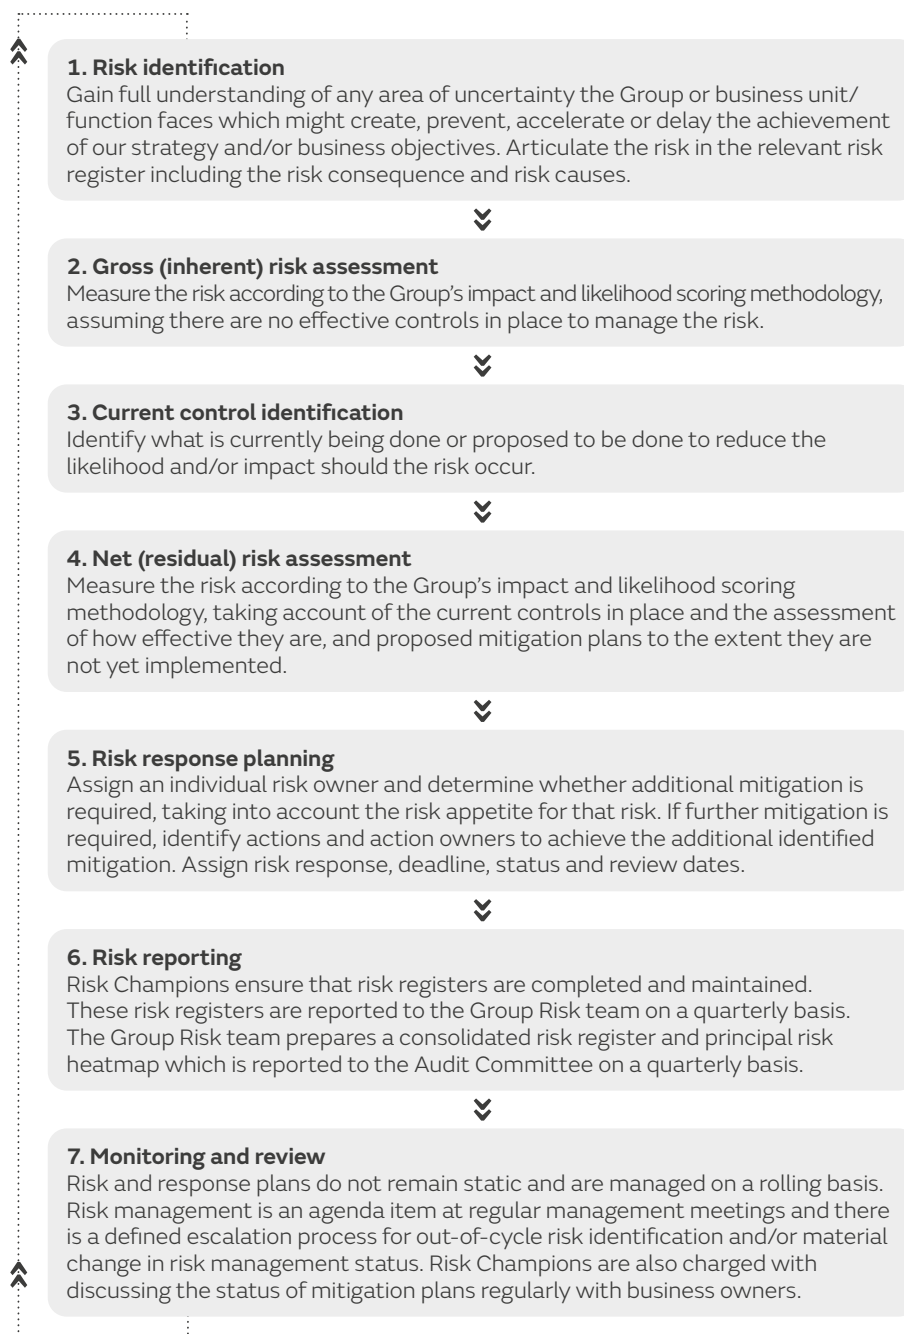 1. Risk identification
Gain full understanding of any area of uncertainty the Group or business unit/
function faces which might create, prevent, accelerate or delay the achievement
of our strategy and/or business objectives. Articulate the risk in the relevant risk
register including the risk consequence and risk causes.
2. Gross (inherent) risk assessment
Measure the risk according to the Group's impact and likelihood scoring methodology,
assuming there are no effective controls in place to manage the risk.
3. Current control identification
Identify what is currently being done or proposed to be done to reduce the
likelihood and/or impact should the risk occur.
4. Net (residual) risk assessment
Measure the risk according to the Group's impact and likelihood scoring
methodology, taking account of the current controls in place and the assessment
of how effective they are, and proposed mitigation plans to the extent they are
not yet implemented.
5. Risk response planning
Assign an individual risk owner and determine whether additional mitigation is
required, taking into account the risk appetite for that risk. If further mitigation is
required, identify actions and action owners to achieve the additional identified
mitigation. Assign risk response, deadline, status and review dates.
6. Risk reporting
Risk Champions ensure that risk registers are completed and maintained.
These risk registers are reported to the Group Risk team on a quarterly basis.
The Group Risk team prepares a consolidated risk register and principal risk
heatmap which is reported to the Audit Committee on a quarterly basis.
7. Monitoring and review
Risk and response plans do not remain static and are managed on a rolling basis.
Risk management is an agenda item at regular management meetings and there
is a defined escalation process for out-of-cycle risk identification and/or material
change in risk management status. Risk Champions are also charged with
discussing the status of mitigation plans regularly with business owners.